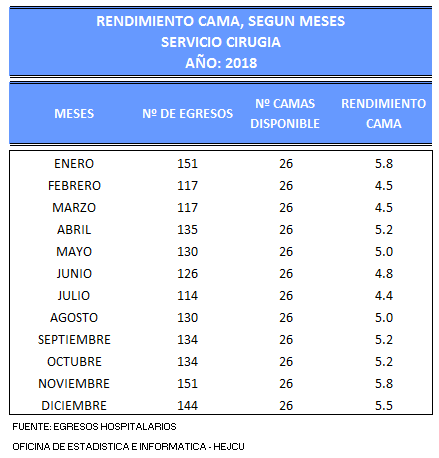 RENDIMIENTO CAMA, SEGUN MESES
SERVICIO CIRUGIA
AÑO: 2018
MESES Nº DE EGRESOS Nº CAMAS DISPONIBLE RENDIMIENTO CAMA
ENERO 151 26 5.8
FEBRERO 117 26 4.5
MARZO 117 26 4.5
ABRIL 135 26 5.2
MAYO 130 26 5.0
JUNIO 126 26 4.8
JULIO 114 26 4.4
AGOSTO 130 26 5.0
SEPTIEMBRE 134 26 5.2
OCTUBRE 134 26 5.2
NOVIEMBRE 151 26 5.8
DICIEMBRE 144 26 5.5
FUENTE: EGRESOS HOSPITALARIOS
OFICINA DE ESTADISTICA E INFORMATICA - HEJCU